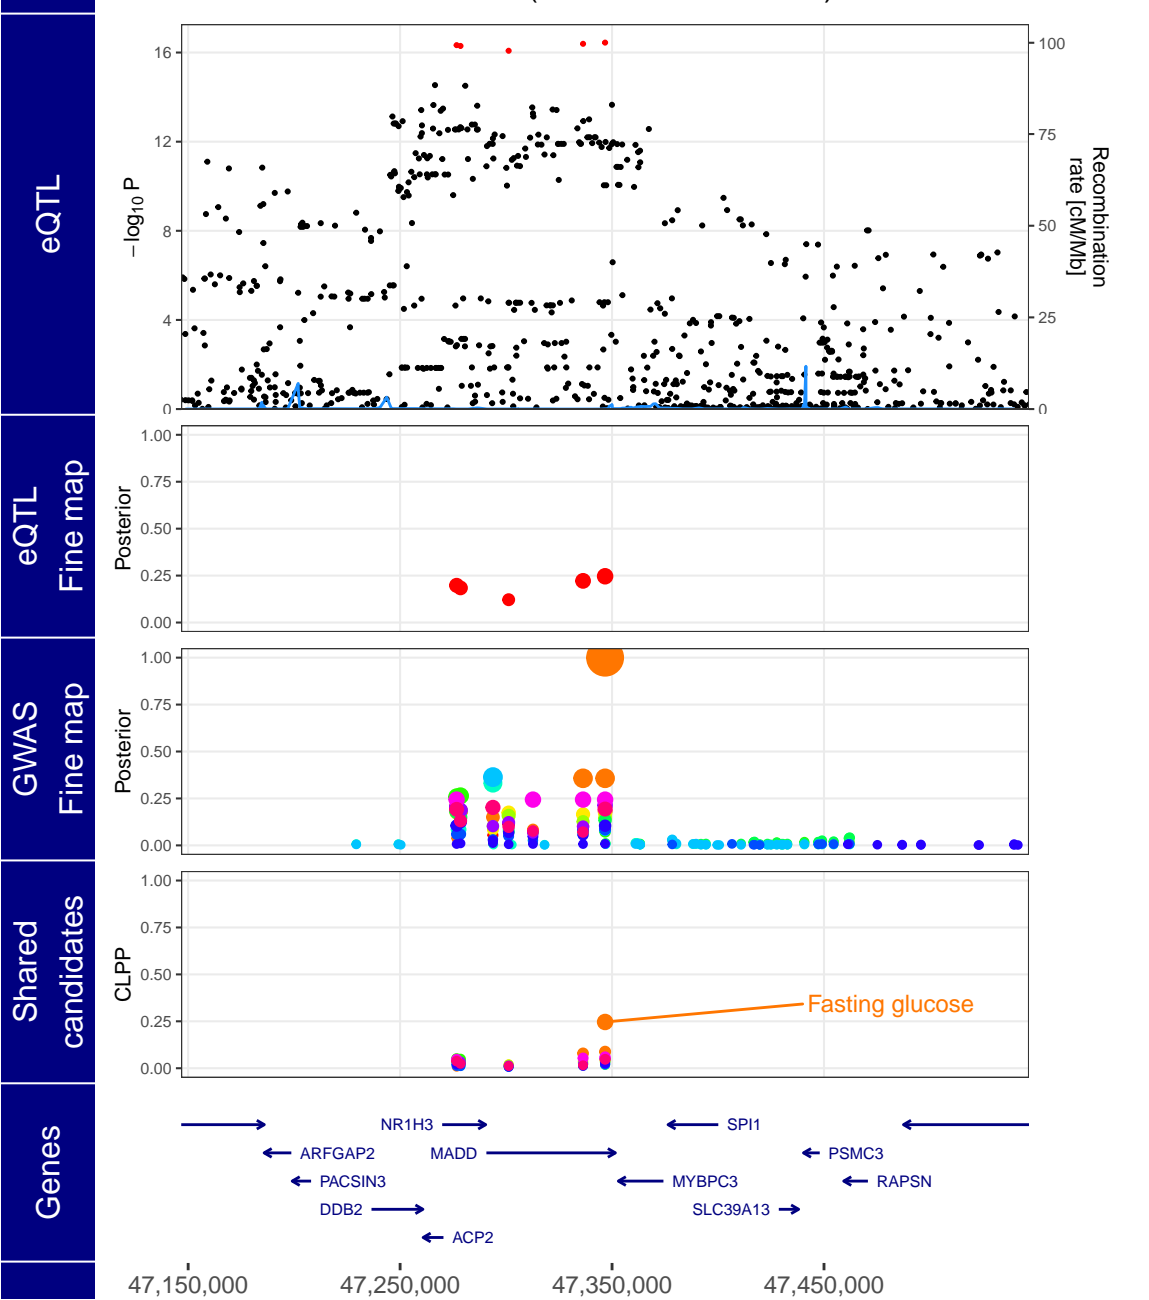 eQTL
−log10 P
16
12
8
4
0
100
75
50
25
0
Recombination
rate [cM/Mb]
eQTL
Fine map
Posterior
1.00
0.75
0.50
0.25
0.00
GWAS
Fine map
Posterior
1.00
0.75
0.50
0.25
0.00
Shared
candidates
CLPP
1.00
0.75
0.50
0.25
0.00
Fasting glucose
Genes
NR1H3
SPI1
ARFGAP2
MADD
PSMC3
PACSIN3
MYBPC3
RAPSN
DDB2
SLC39A13
ACP2
47,150,000
47,250,000
47,350,000
47,450,000